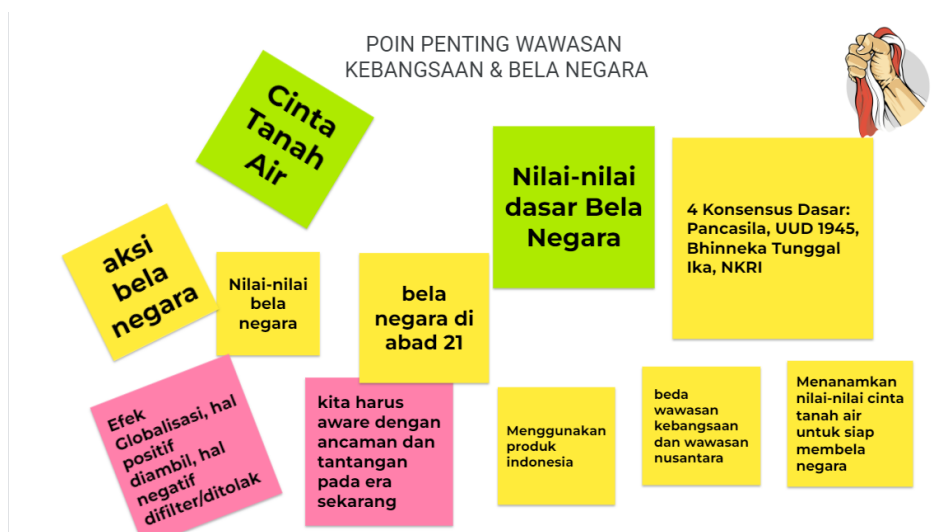 POIN PENTING WAWASAN
KEBANGSAAN & BELA NEGARA
Cinta
Tanah
Air
Nilai-nilai
dasar Bela
Negara
4 Konsensus Dasar:
Pancasila, UUD 1945,
Bhinneka Tunggal
Ika, NKRI
aksi
bela
negara
Nilai-nilai
bela
negara
bela
negara di
abad 21
Efek
Globalisasi, hal
positif
diambil, hal
negatif
difilter/ditolak
kita harus
aware dengan
ancaman dan
tantangan
pada era
sekarang
Menggunakan
produk
indonesia
beda
wawasan
kebangsaan
dan wawasan
nusantara
Menanamkan
nilai-nilai cinta
tanah air
untuk siap
membela
negara